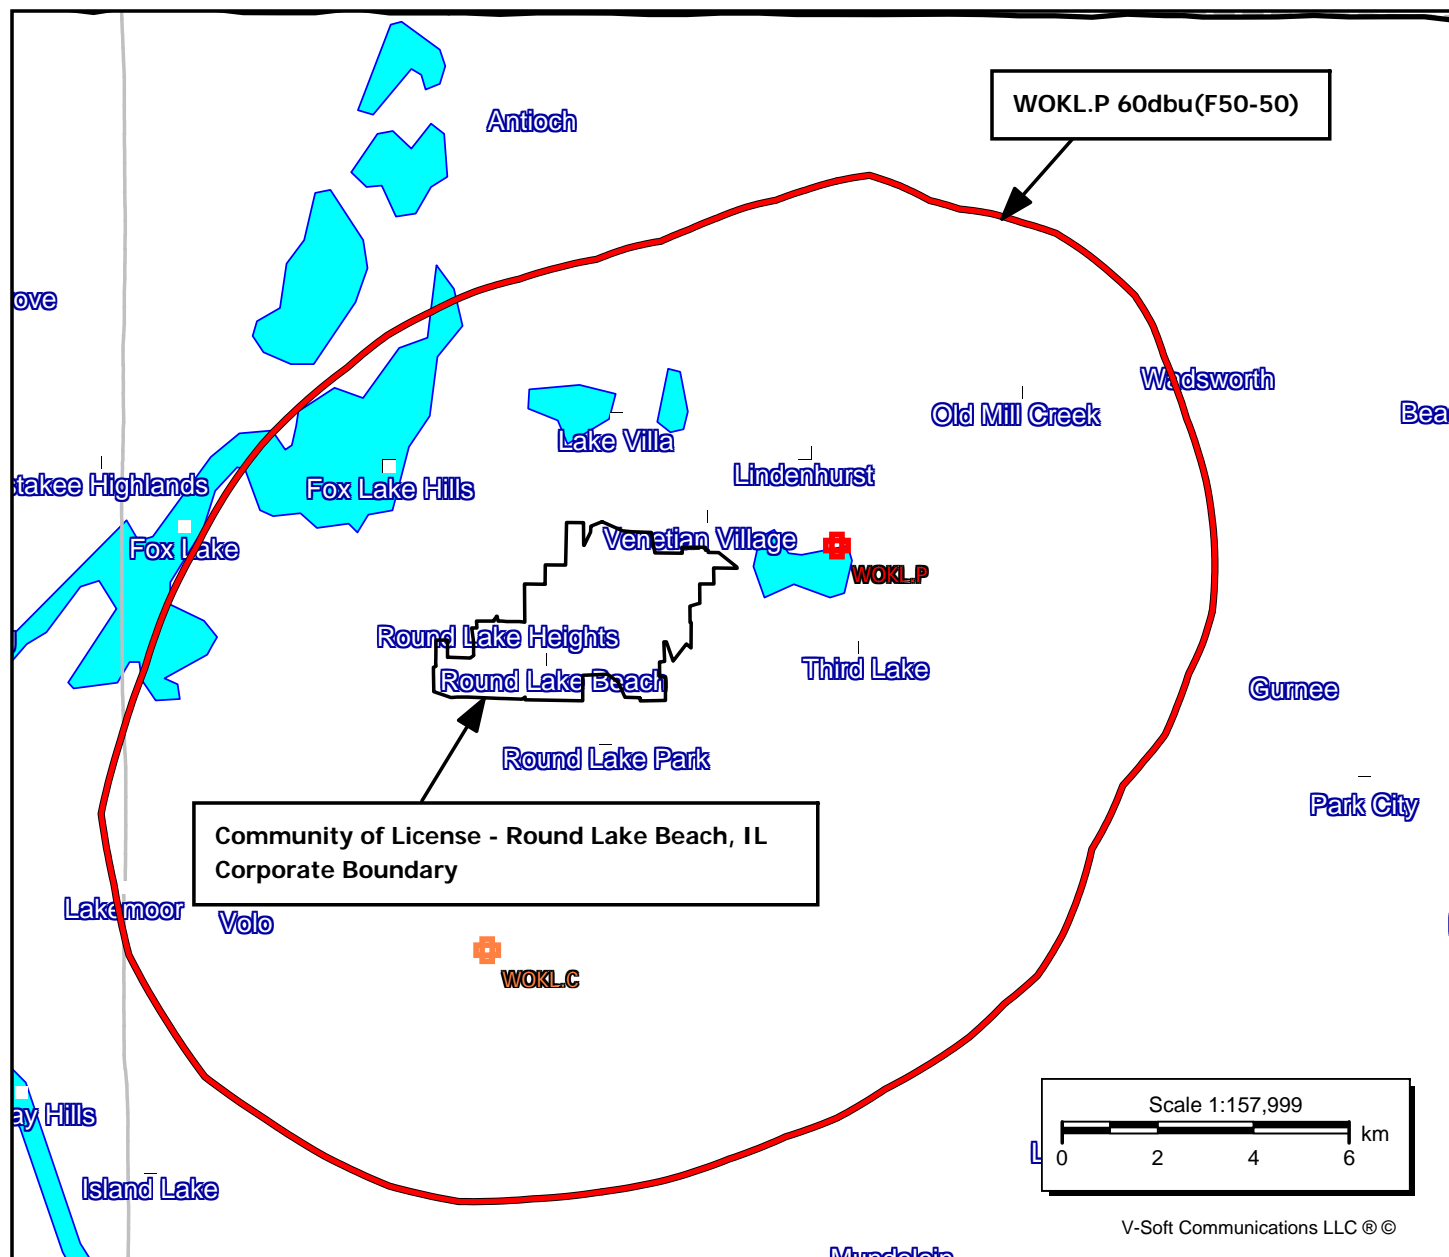 WOKL.P 60dbu(F50-50)
Antioch
ove
Wadsworth
Old Mill Creek
Bea
Lake Villa
Lindenhurst
takee Highlands
Fox Lake Hills
Fox Lake
Venetian Village
WOKL.P
Round Lake Heights
Third Lake
Round Lake Beach
Gurnee
Round Lake Park
Park City
Community of License - Round Lake Beach, IL
Corporate Boundary
Lakemoor
Volo
WOKL.C
ay Hills
Scale 1:157,999
km
0 2 4 6
L
Island Lake
V-Soft Communications LLC ® ©
Mundelein